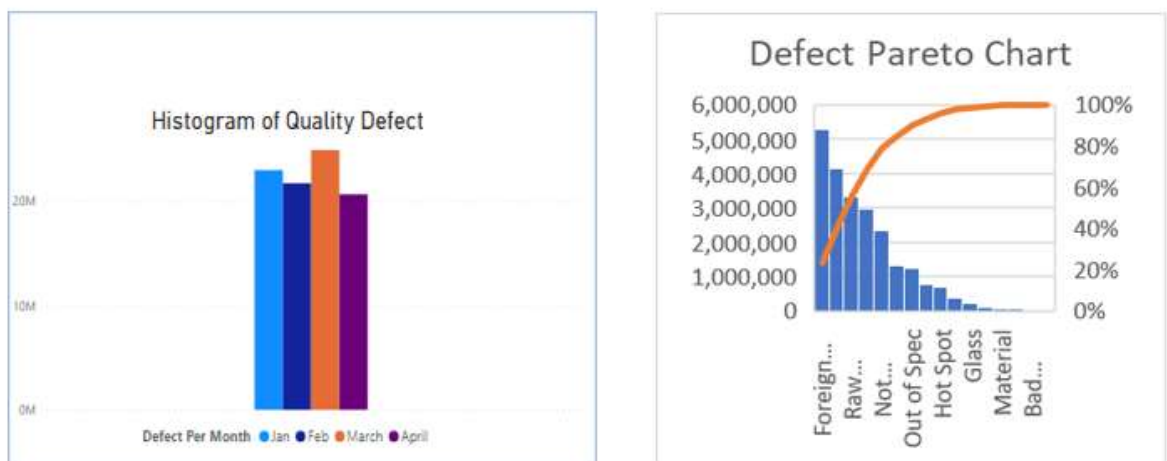 Histogram of Quality Defect
20M
10M
0M
Defect Per Month Jan Feb March April
Defect Pareto Chart
6,000,000 100%
5,000,000 80%
4,000,000
3,000,000 60%
2,000,000 40%
1,000,000 20%
0 0%
Foreign...
Raw...
Not...
Out of Spec
Hot Spot
Glass
Material
Bad...